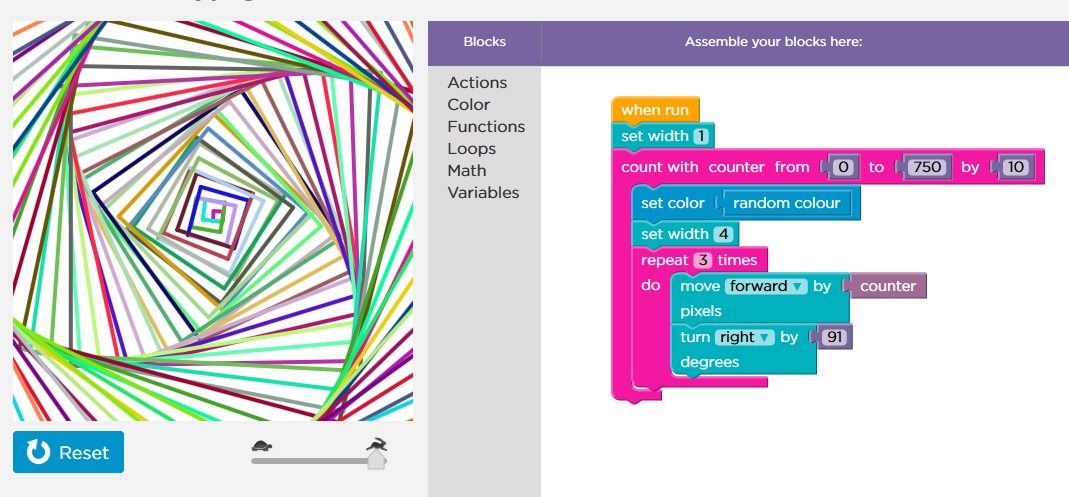 Blocks
Assemble your blocks here:
Actions
Color
Functions
Loops
Math
Variables
when run
set width 1
count with counter from 0 to 750 by 10
set color random colour
set width 4
repeat 3 times
do move forward ▼ by counter
pixels
turn right ▼ by 91
degrees
Reset